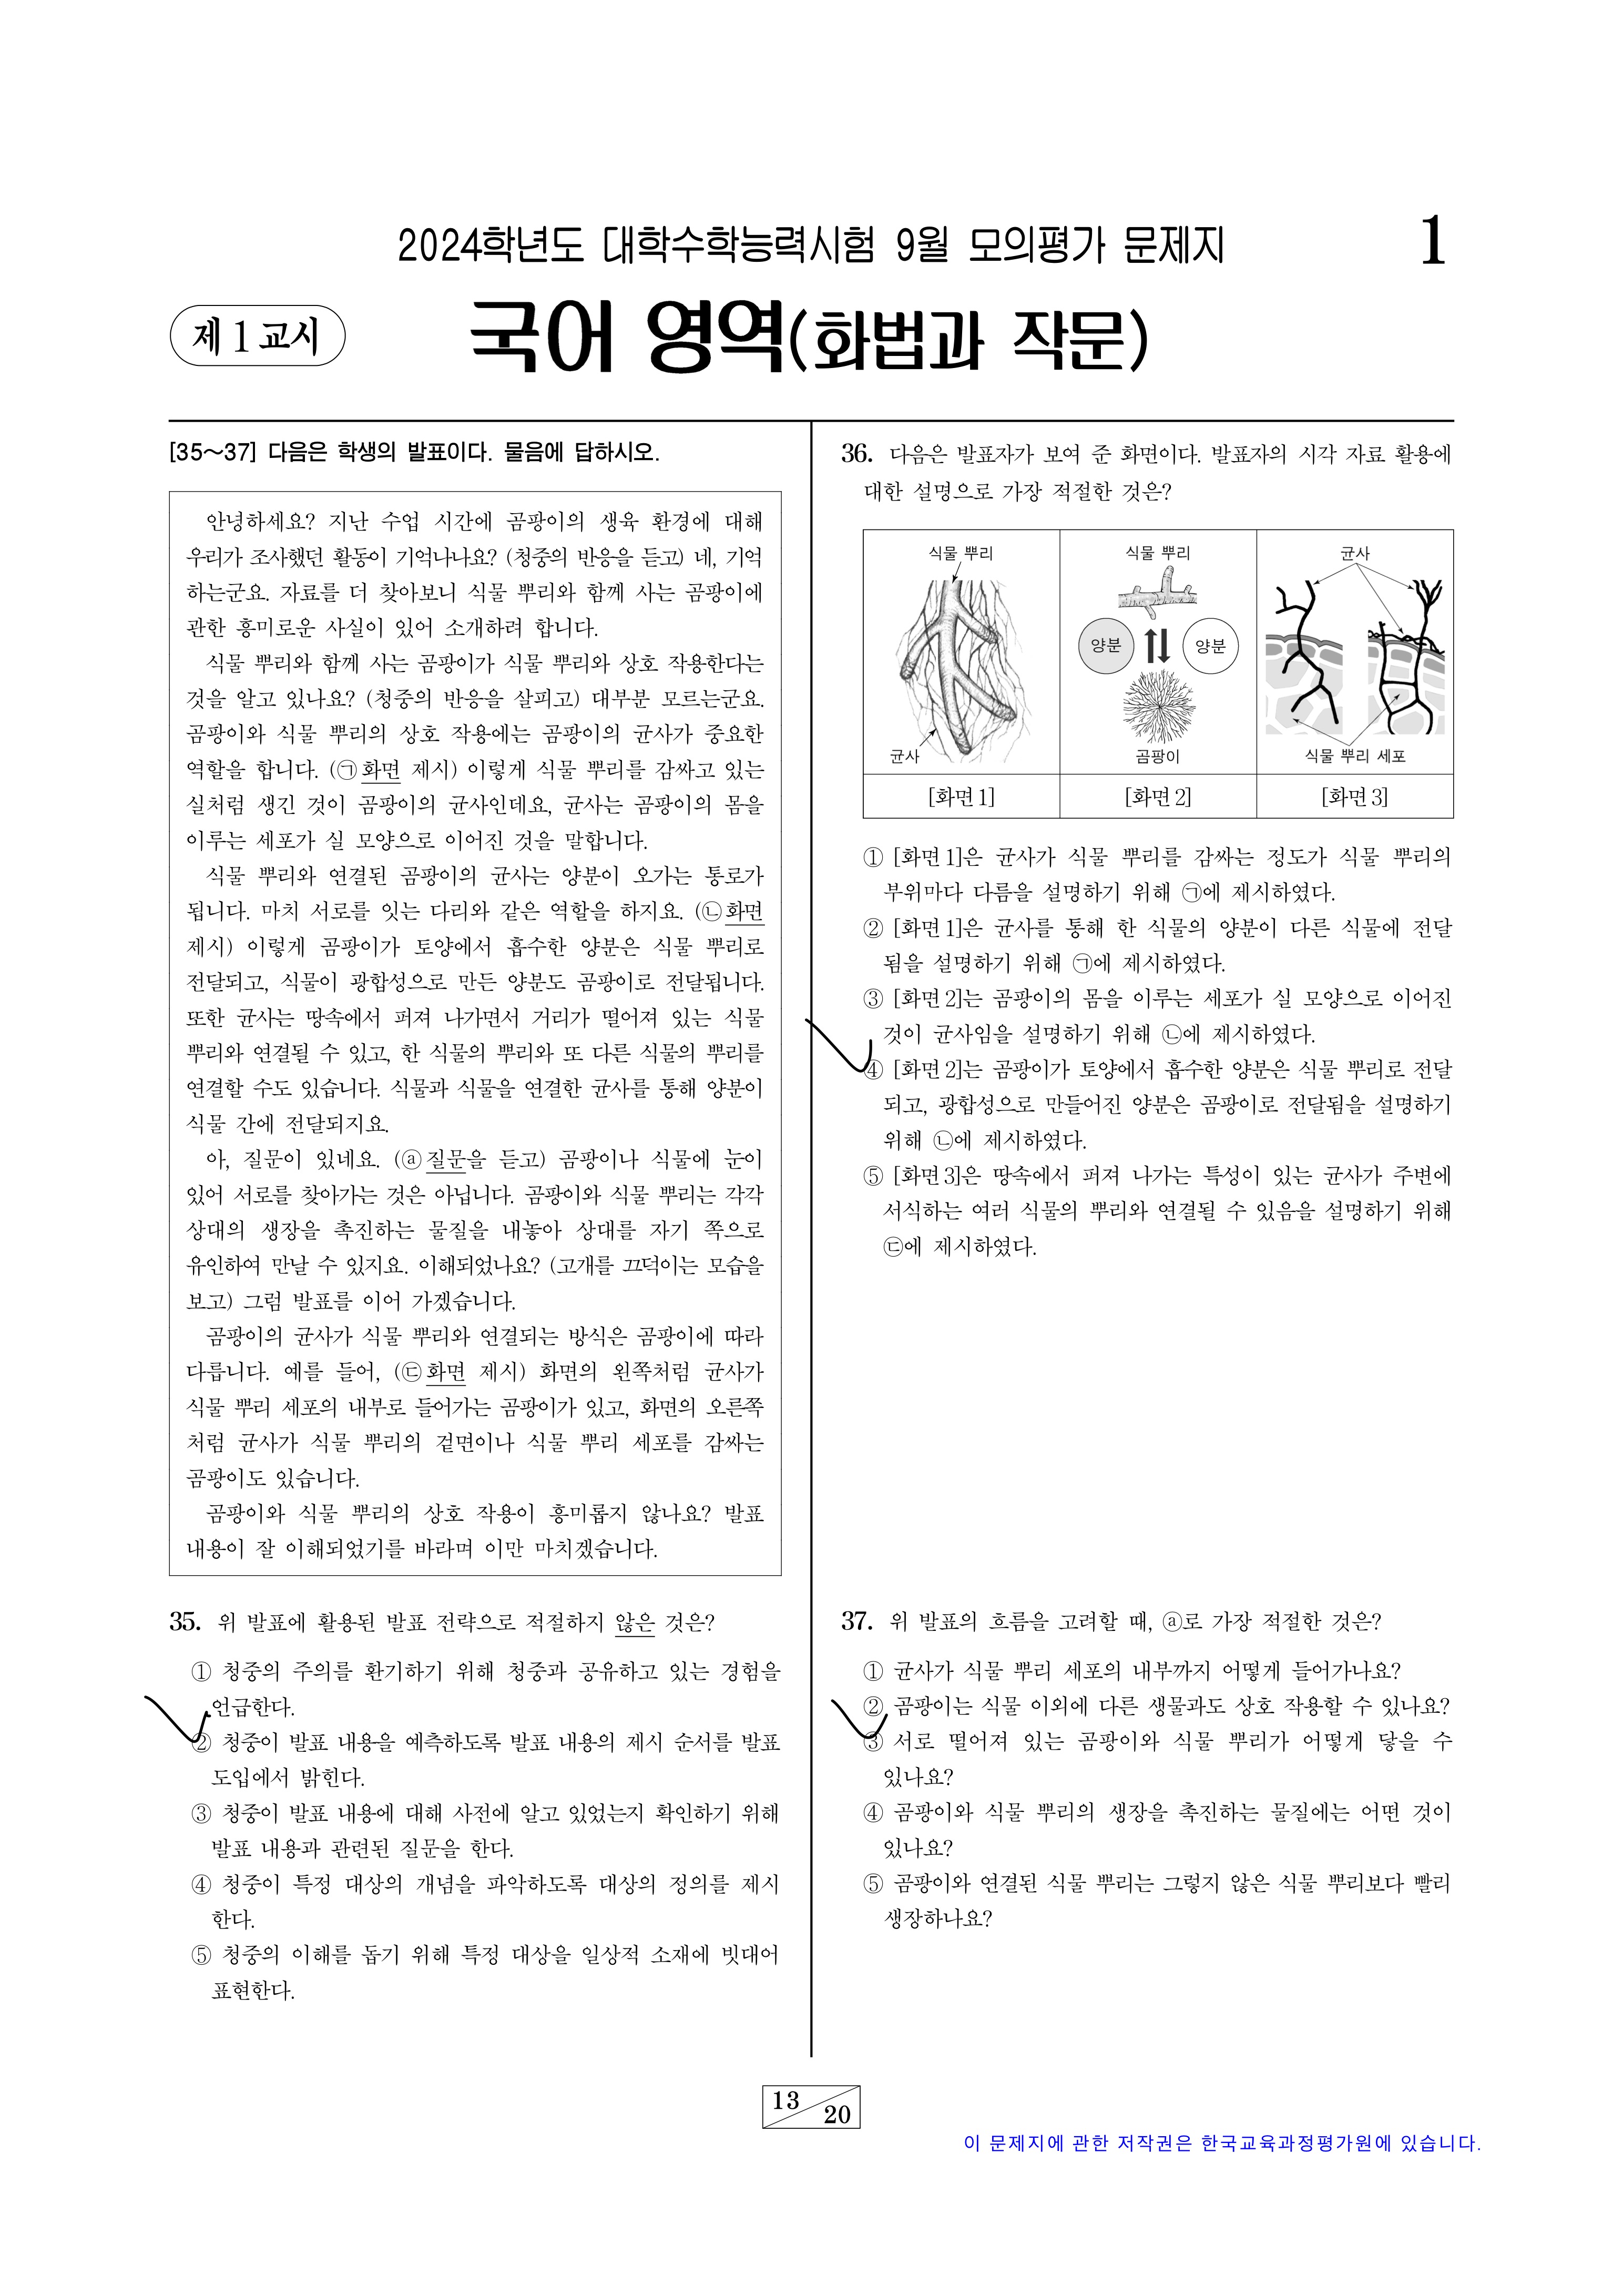 2024학년도 대학수학능력시험 9월 모의평가 문제지
1
제 1 교시
국어 영역(화법과 작문)
[35~37] 다음은 학생의 발표이다. 물음에 답하시오.
안녕하세요? 지난 수업 시간에 곰팡이의 생육 환경에 대해
우리가 조사했던 활동이 기억나나요? (청중의 반응을 듣고) 네, 기억
하는군요. 자료를 더 찾아보니 식물 뿌리와 함께 사는 곰팡이에
관한 흥미로운 사실이 있어 소개하려 합니다.
식물 뿌리와 함께 사는 곰팡이가 식물 뿌리와 상호 작용한다는
것을 알고 있나요? (청중의 반응을 살피고) 대부분 모르는군요.
곰팡이와 식물 뿌리의 상호 작용에는 곰팡이의 균사가 중요한
역할을 합니다. (㉠화면 제시) 이렇게 식물 뿌리를 감싸고 있는
실처럼 생긴 것이 곰팡이의 균사인데요, 균사는 곰팡이의 몸을
이루는 세포가 실 모양으로 이어진 것을 말합니다.
식물 뿌리와 연결된 곰팡이의 균사는 양분이 오가는 통로가
됩니다. 마치 서로를 잇는 다리와 같은 역할을 하지요. (㉡화면
제시) 이렇게 곰팡이가 토양에서 흡수한 양분은 식물 뿌리로
전달되고, 식물이 광합성으로 만든 양분도 곰팡이로 전달됩니다.
또한 균사는 땅속에서 퍼져 나가면서 거리가 떨어져 있는 식물
뿌리와 연결될 수 있고, 한 식물의 뿌리와 또 다른 식물의 뿌리를
연결할 수도 있습니다. 식물과 식물을 연결한 균사를 통해 양분이
식물 간에 전달되지요.
아, 질문이 있네요. (ⓐ질문을 듣고) 곰팡이나 식물에 눈이
있어 서로를 찾아가는 것은 아닙니다. 곰팡이와 식물 뿌리는 각각
상대의 생장을 촉진하는 물질을 내놓아 상대를 자기 쪽으로
유인하여 만날 수 있지요. 이해되었나요? (고개를 끄덕이는 모습을
보고) 그럼 발표를 이어 가겠습니다.
곰팡이의 균사가 식물 뿌리와 연결되는 방식은 곰팡이에 따라
다릅니다. 예를 들어, (㉢화면 제시) 화면의 왼쪽처럼 균사가
식물 뿌리 세포의 내부로 들어가는 곰팡이가 있고, 화면의 오른쪽
처럼 균사가 식물 뿌리의 겉면이나 식물 뿌리 세포를 감싸는
곰팡이도 있습니다.
곰팡이와 식물 뿌리의 상호 작용이 흥미롭지 않나요? 발표
내용이 잘 이해되었기를 바라며 이만 마치겠습니다.
35. 위 발표에 활용된 발표 전략으로 적절하지 않은 것은?
① 청중의 주의를 환기하기 위해 청중과 공유하고 있는 경험을
언급한다.
② 청중이 발표 내용을 예측하도록 발표 내용의 제시 순서를 발표
도입에서 밝힌다.
③ 청중이 발표 내용에 대해 사전에 알고 있었는지 확인하기 위해
발표 내용과 관련된 질문을 한다.
④ 청중이 특정 대상의 개념을 파악하도록 대상의 정의를 제시
한다.
⑤ 청중의 이해를 돕기 위해 특정 대상을 일상적 소재에 빗대어
표현한다.
36. 다음은 발표자가 보여 준 화면이다. 발표자의 시각 자료 활용에
대한 설명으로 가장 적절한 것은?
식물 뿌리
균사
[화면 1]
식물 뿌리
양분
양분
곰팡이
[화면 2]
균사
식물 뿌리 세포
[화면 3]
① [화면 1]은 균사가 식물 뿌리를 감싸는 정도가 식물 뿌리의
부위마다 다름을 설명하기 위해 ㉠에 제시하였다.
② [화면 1]은 균사를 통해 한 식물의 양분이 다른 식물에 전달
됨을 설명하기 위해 ㉠에 제시하였다.
③ [화면 2]는 곰팡이의 몸을 이루는 세포가 실 모양으로 이어진
것이 균사임을 설명하기 위해 ㉡에 제시하였다.
④ [화면 2]는 곰팡이가 토양에서 흡수한 양분은 식물 뿌리로 전달
되고, 광합성으로 만들어진 양분은 곰팡이로 전달됨을 설명하기
위해 ㉡에 제시하였다.
⑤ [화면 3]은 땅속에서 퍼져 나가는 특성이 있는 균사가 주변에
서식하는 여러 식물의 뿌리와 연결될 수 있음을 설명하기 위해
㉢에 제시하였다.
37. 위 발표의 흐름을 고려할 때, ⓐ로 가장 적절한 것은?
① 균사가 식물 뿌리 세포의 내부까지 어떻게 들어가나요?
② 곰팡이는 식물 이외에 다른 생물과도 상호 작용할 수 있나요?
③ 서로 떨어져 있는 곰팡이와 식물 뿌리가 어떻게 닿을 수
있나요?
④ 곰팡이와 식물 뿌리의 생장을 촉진하는 물질에는 어떤 것이
있나요?
⑤ 곰팡이와 연결된 식물 뿌리는 그렇지 않은 식물 뿌리보다 빨리
생장하나요?
13
20
이 문제지에 관한 저작권은 한국교육과정평가원에 있습니다.